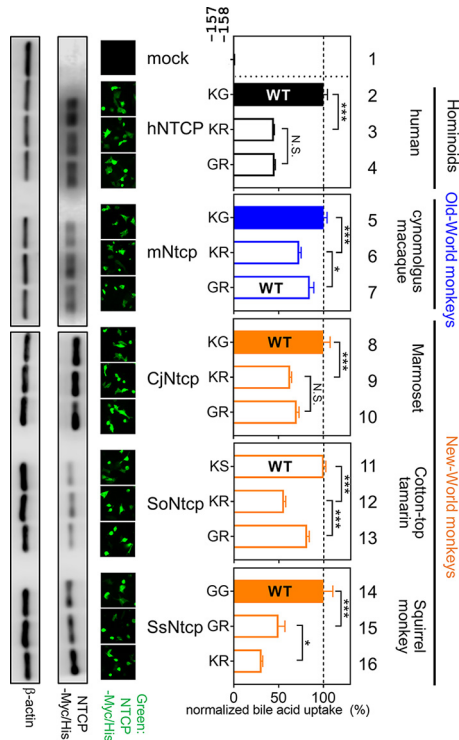 -157
-158
mock
1
Hominoids
human
hNTCP
KG
WT
2
KR
3
GR
4
***
N.S.
Old-World monkeys
cynomolgus
macaque
mNtcp
KG
5
KR
6
GR
WT
7
***
*
New-World monkeys
Marmoset
CjNtcp
KG
WT
8
KR
9
GR
10
***
N.S.
Cotton-top
tamarin
SoNtcp
KS
WT
11
KR
12
GR
13
***
***
Squirrel
monkey
SsNtcp
GG
WT
14
GR
15
KR
16
***
*
0
50
100
normalized bile acid uptake (%)
Green:
NTCP
-Myc/His
NTCP
-Myc/His
β-actin